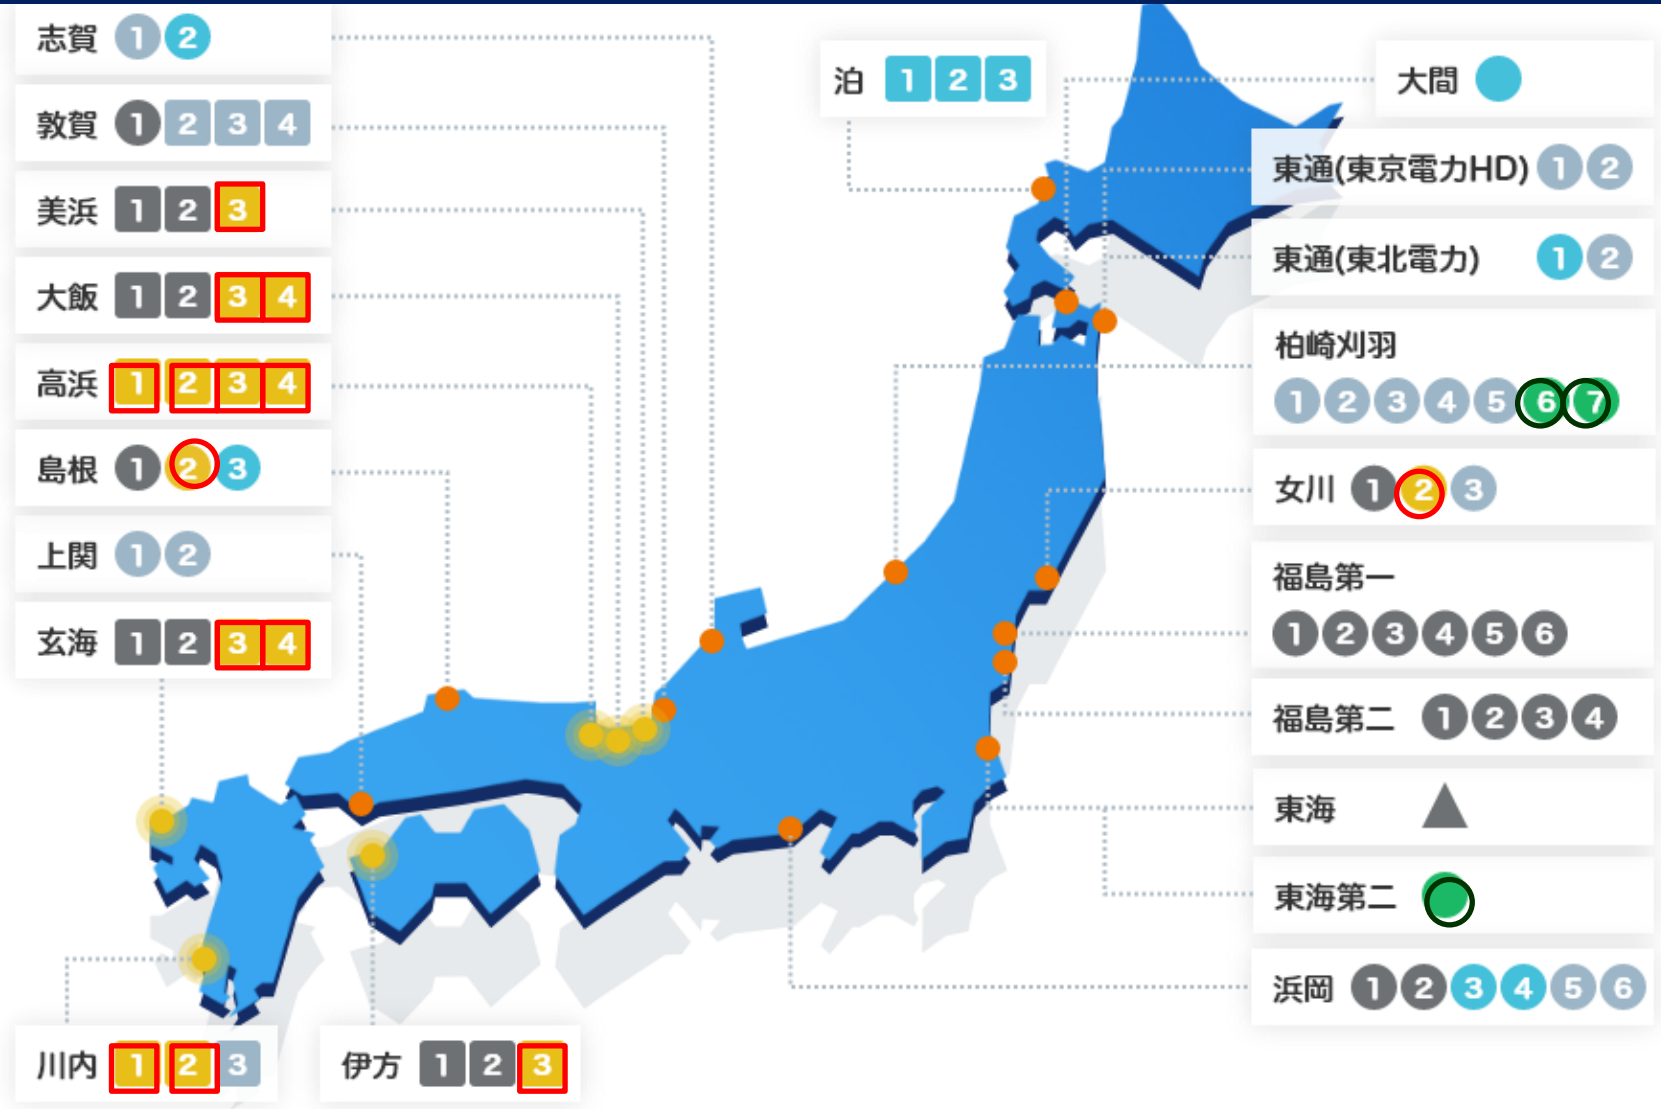 志賀 1 2
敦賀 1 2 3 4
美浜 1 2 3
大飯 1 2 3 4
高浜 1 2 3 4
島根 1 2 3
上関 1 2
玄海 1 2 3 4
川内 1 2 3
伊方 1 2 3
泊 1 2 3
大間
東通(東京電力HD) 1 2
東通(東北電力) 1 2
柏崎刈羽
1 2 3 4 5 6 7
女川 1 2 3
福島第一
1 2 3 4 5 6
福島第二 1 2 3 4
東海
東海第二
浜岡 1 2 3 4 5 6